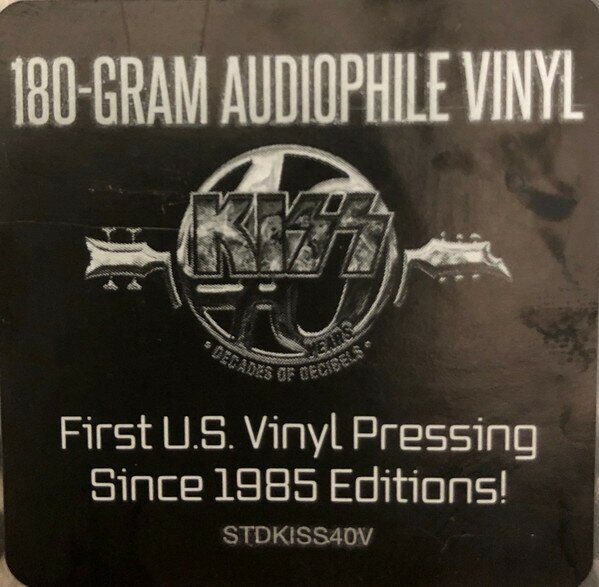 180-GRAM AUDIOPHILE VINYL
KISS
40
YEARS
• DECADES OF DECIBELS •
First U.S. Vinyl Pressing
Since 1985 Editions!
STDKISS40V